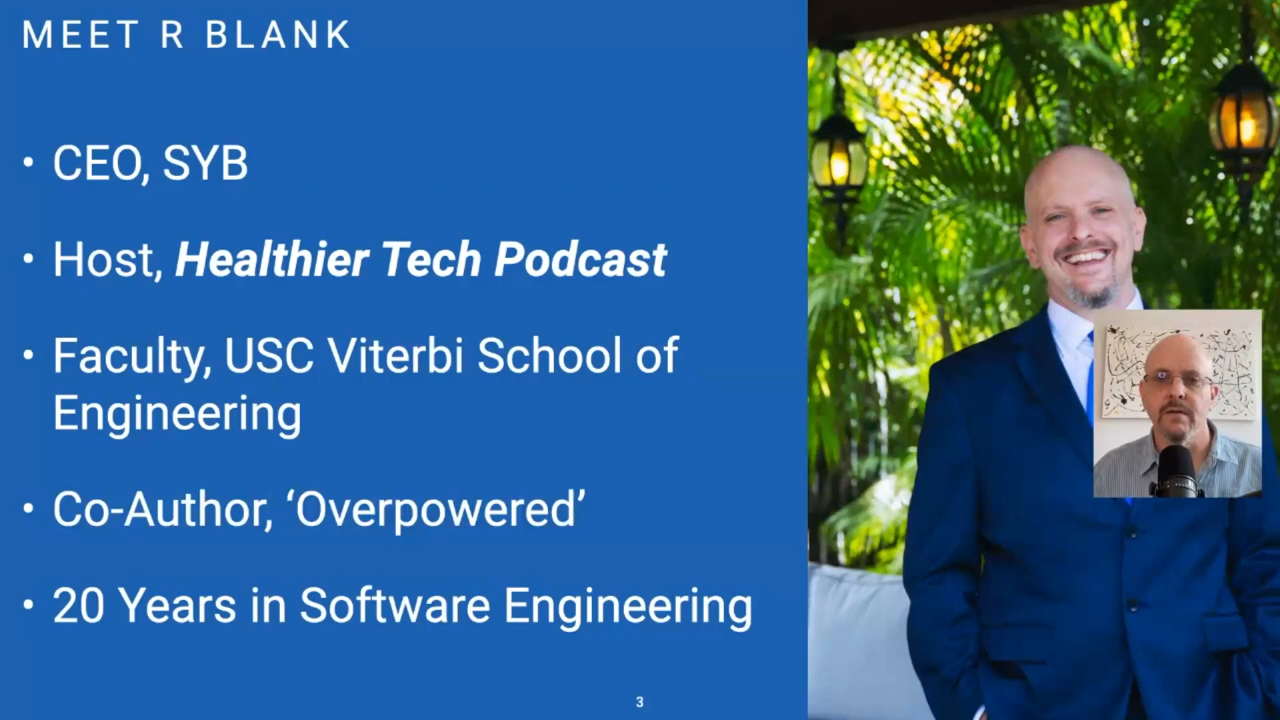 MEET R BLANK
• CEO, SYB
• Host, Healthier Tech Podcast
• Faculty, USC Viterbi School of
Engineering
• Co-Author, ‘Overpowered’
• 20 Years in Software Engineering
3